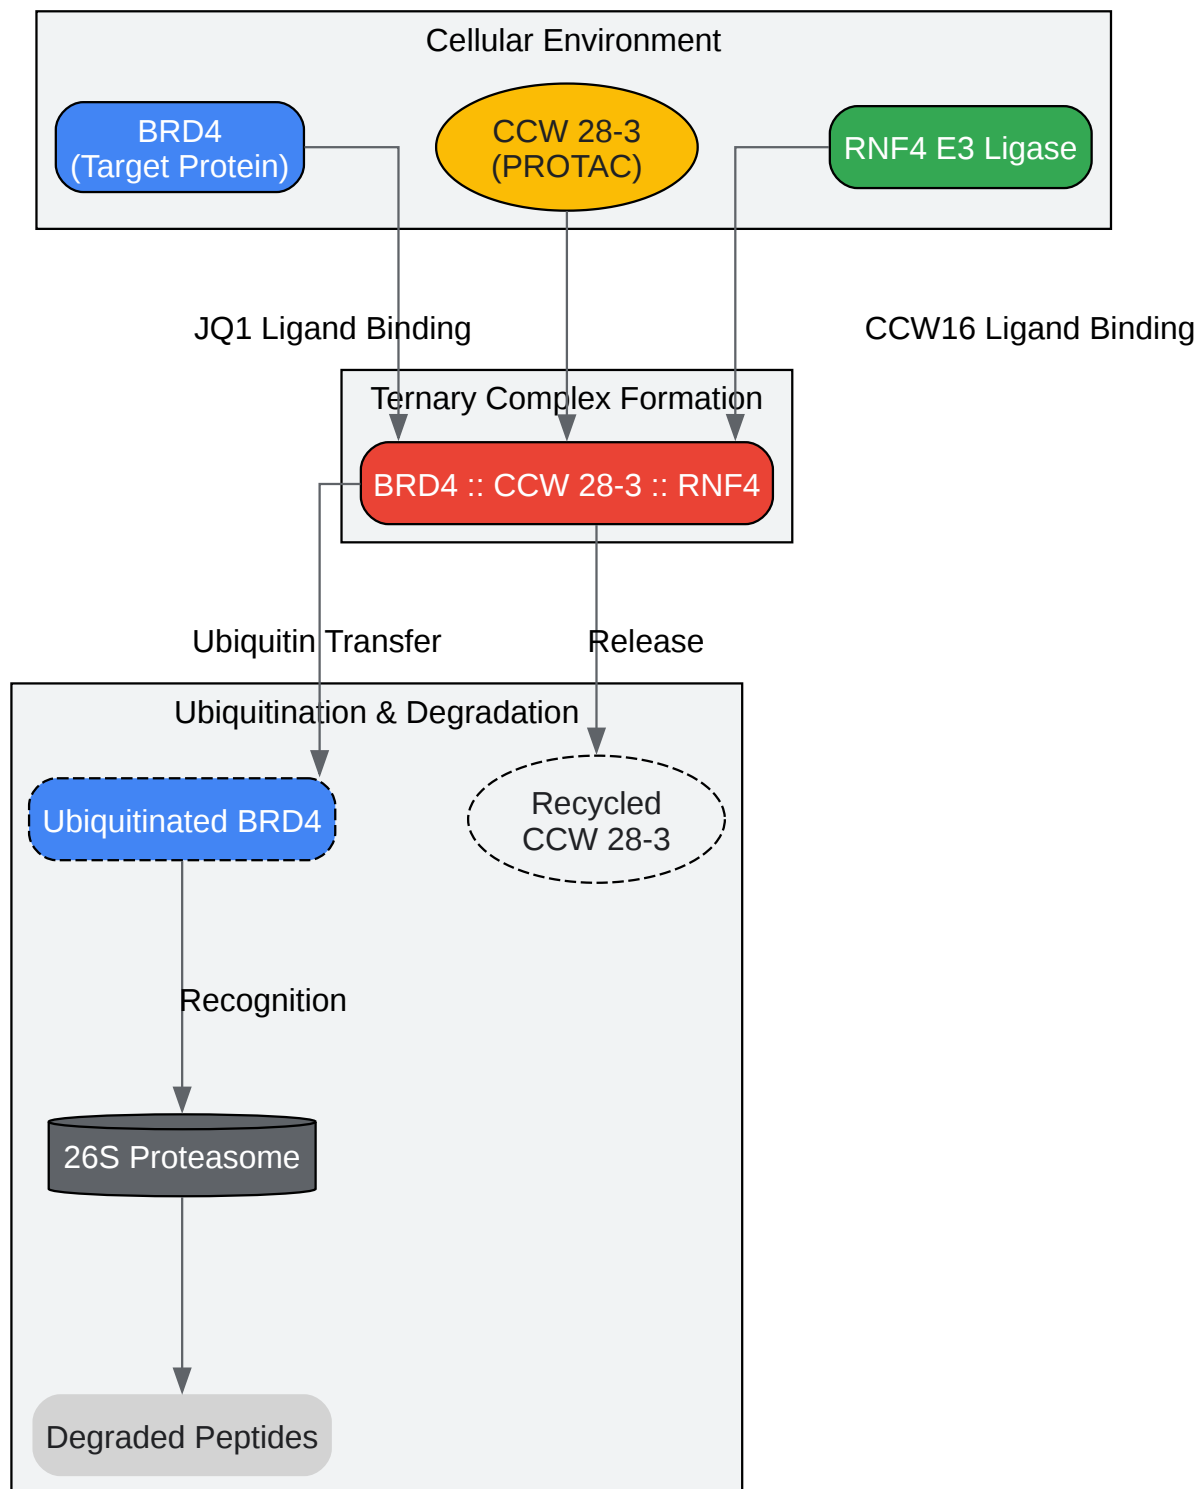 Cellular Environment
BRD4
(Target Protein)
CCW 28-3
(PROTAC)
RNF4 E3 Ligase
JQ1 Ligand Binding
CCW16 Ligand Binding
Ternary Complex Formation
BRD4 :: CCW 28-3 :: RNF4
Ubiquitin Transfer
Release
Ubiquitination & Degradation
Ubiquitinated BRD4
Recycled
CCW 28-3
Recognition
26S Proteasome
Degraded Peptides